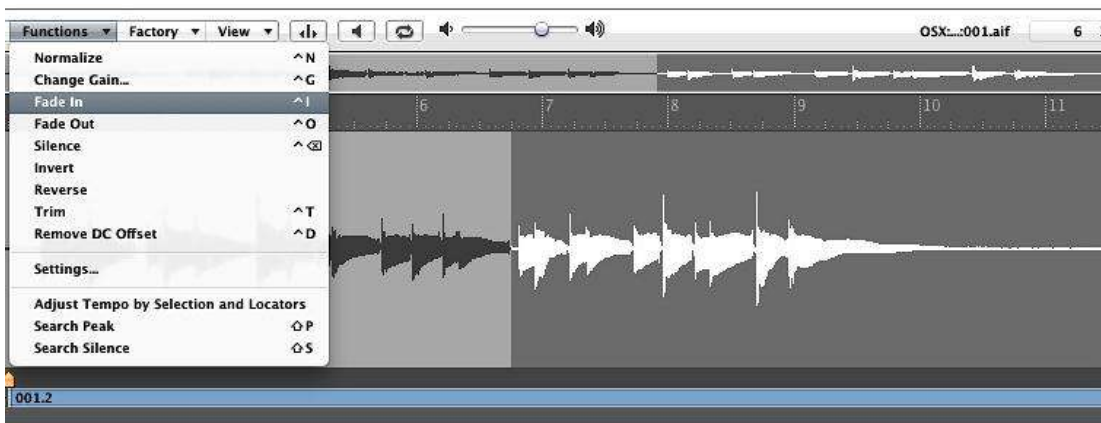 Functions ▼ Factory ▼ View ▼ OSX:...:001.aif 6
Normalize ^N
Change Gain... ^G
Fade In ^I
Fade Out ^O
Silence ^⌫
Invert
Reverse
Trim ^T
Remove DC Offset ^D
Settings...
Adjust Tempo by Selection and Locators
Search Peak ⇧P
Search Silence ⇧S
6 7 8 9 10 11
001.2